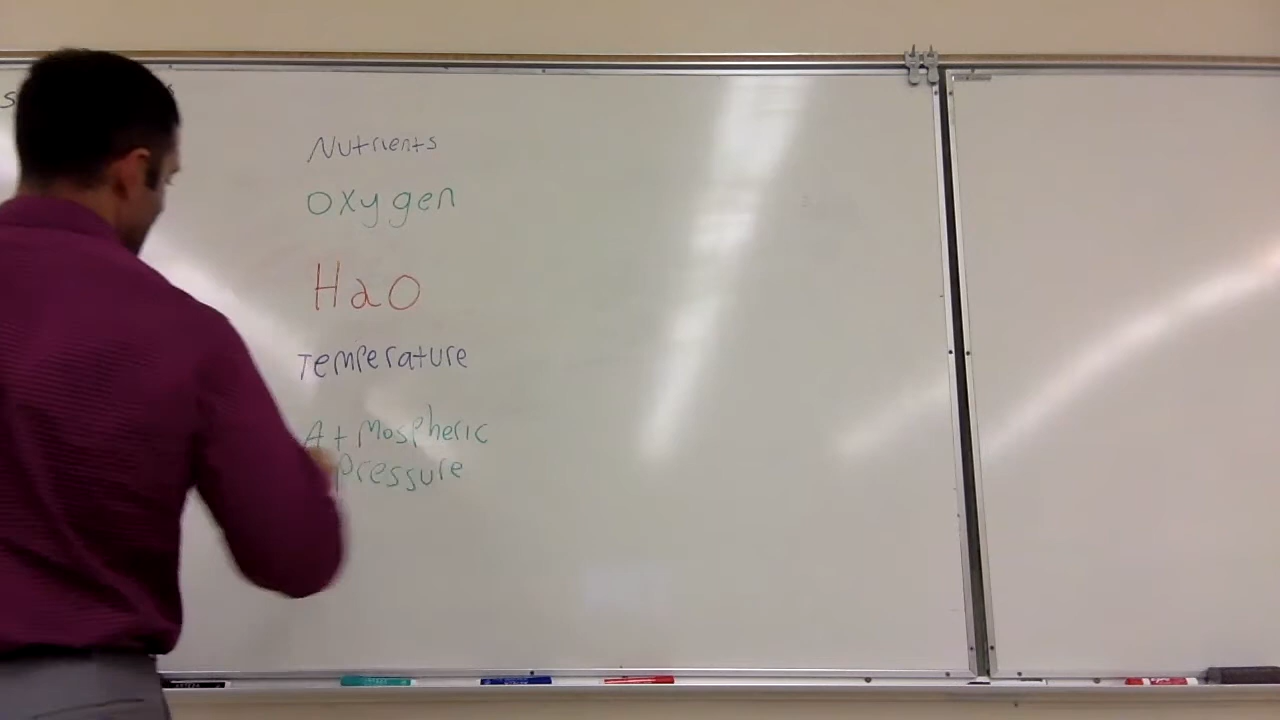 Nutrients
Oxygen
H2O
Temperature
Atmospheric
Pressure